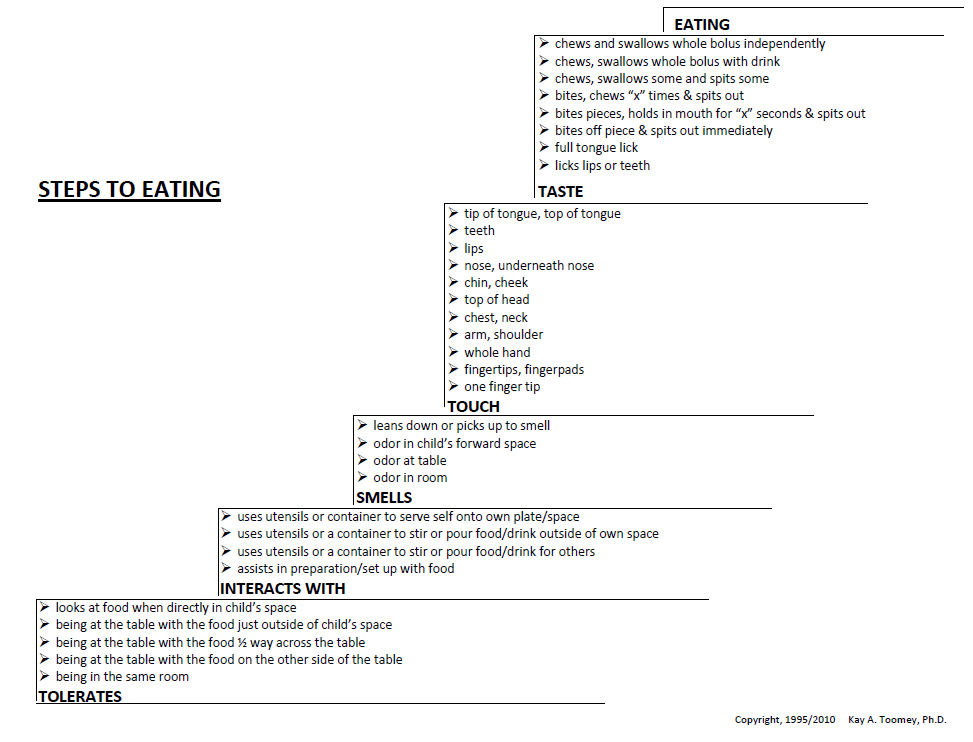 EATING
➢ chews and swallows whole bolus independently
➢ chews, swallows whole bolus with drink
➢ chews, swallows some and spits some
➢ bites, chews “x” times & spits out
➢ bites pieces, holds in mouth for “x” seconds & spits out
➢ bites off piece & spits out immediately
➢ full tongue lick
➢ licks lips or teeth
STEPS TO EATING
TASTE
➢ tip of tongue, top of tongue
➢ teeth
➢ lips
➢ nose, underneath nose
➢ chin, cheek
➢ top of head
➢ chest, neck
➢ arm, shoulder
➢ whole hand
➢ fingertips, fingerpads
➢ one finger tip
TOUCH
➢ leans down or picks up to smell
➢ odor in child’s forward space
➢ odor at table
➢ odor in room
SMELLS
➢ uses utensils or container to serve self onto own plate/space
➢ uses utensils or a container to stir or pour food/drink outside of own space
➢ uses utensils or a container to stir or pour food/drink for others
➢ assists in preparation/set up with food
INTERACTS WITH
➢ looks at food when directly in child’s space
➢ being at the table with the food just outside of child’s space
➢ being at the table with the food ½ way across the table
➢ being at the table with the food on the other side of the table
➢ being in the same room
TOLERATES
Copyright, 1995/2010 Kay A. Toomey, Ph.D.